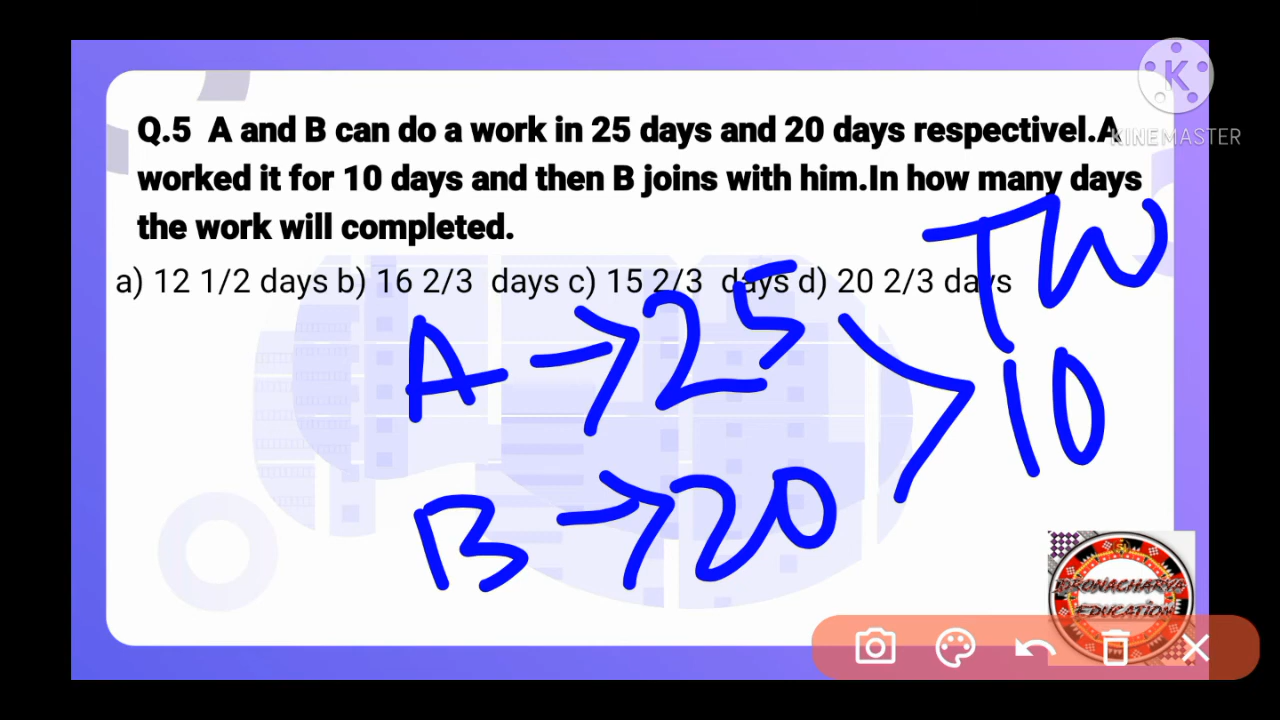 Q.5 A and B can do a work in 25 days and 20 days respectivel.A
KINEMASTER
worked it for 10 days and then B joins with him.In how many days
the work will completed.
a) 12 1/2 days b) 16 2/3 days c) 15 2/3 days d) 20 2/3 days
TW
A → 25
10
B → 20
DRONACHARYA
EDUCATION